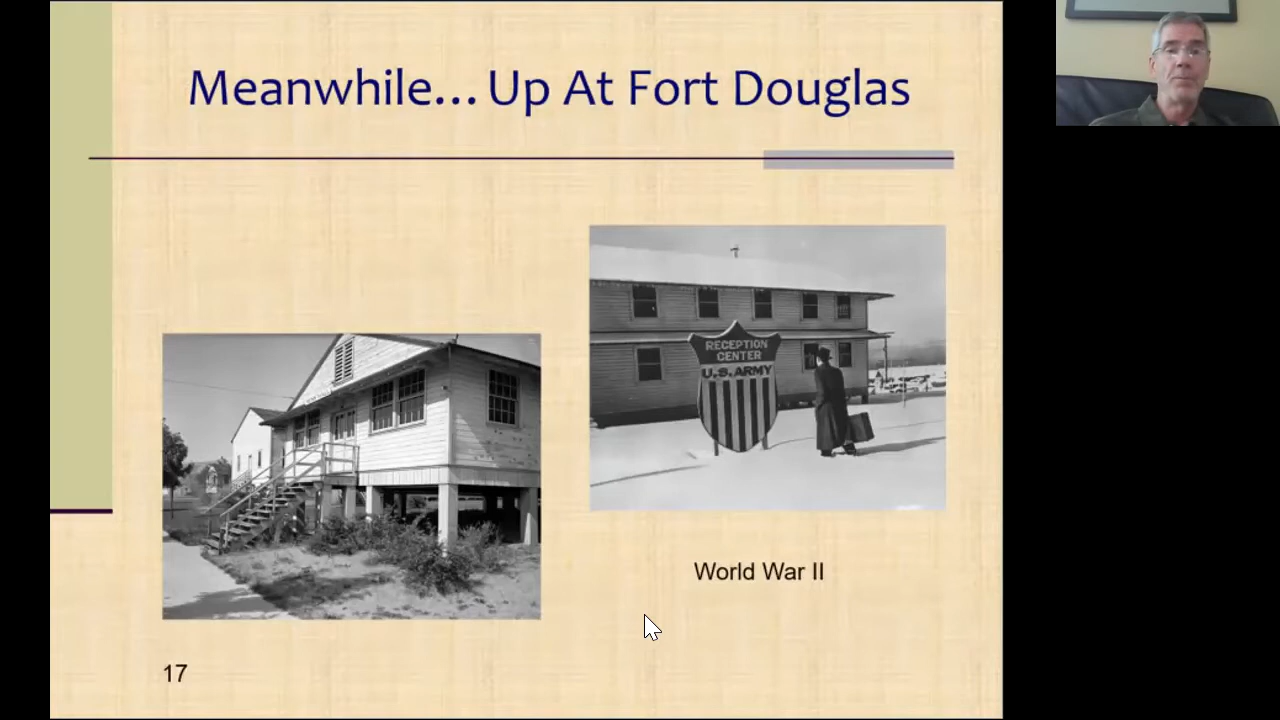 Meanwhile... Up At Fort Douglas
RECEPTION
CENTER
U.S. ARMY
World War II
17